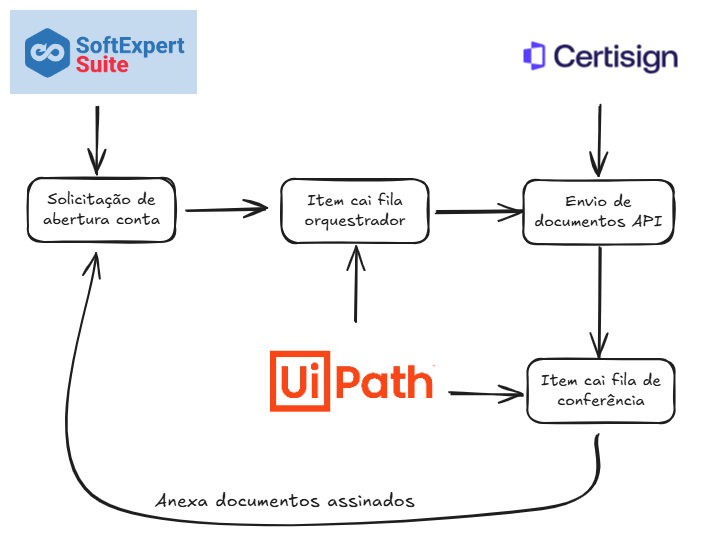 SoftExpert
Suite
Certisign
Solicitação de
abertura conta
Item cai fila
orquestrador
Envio de
documentos API
UiPath
Item cai fila de
conferência
Anexa documentos assinados